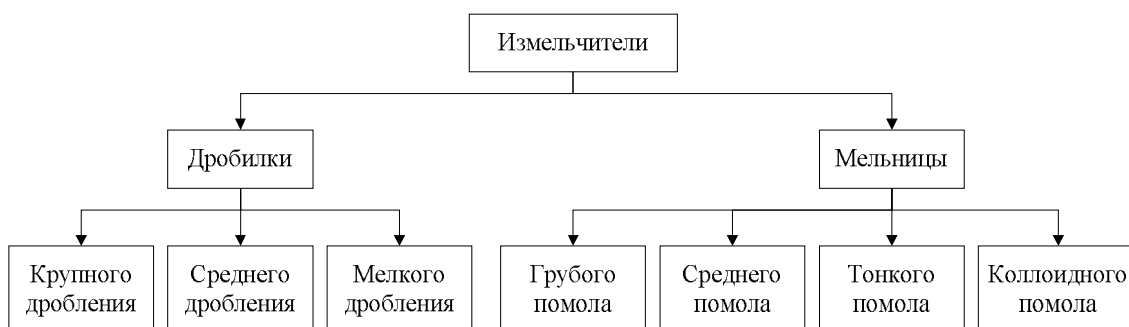 Измельчители
Дробилки
Мельницы
Крупного
дробления
Среднего
дробления
Мелкого
дробления
Грубого
помола
Среднего
помола
Тонкого
помола
Коллоидного
помола